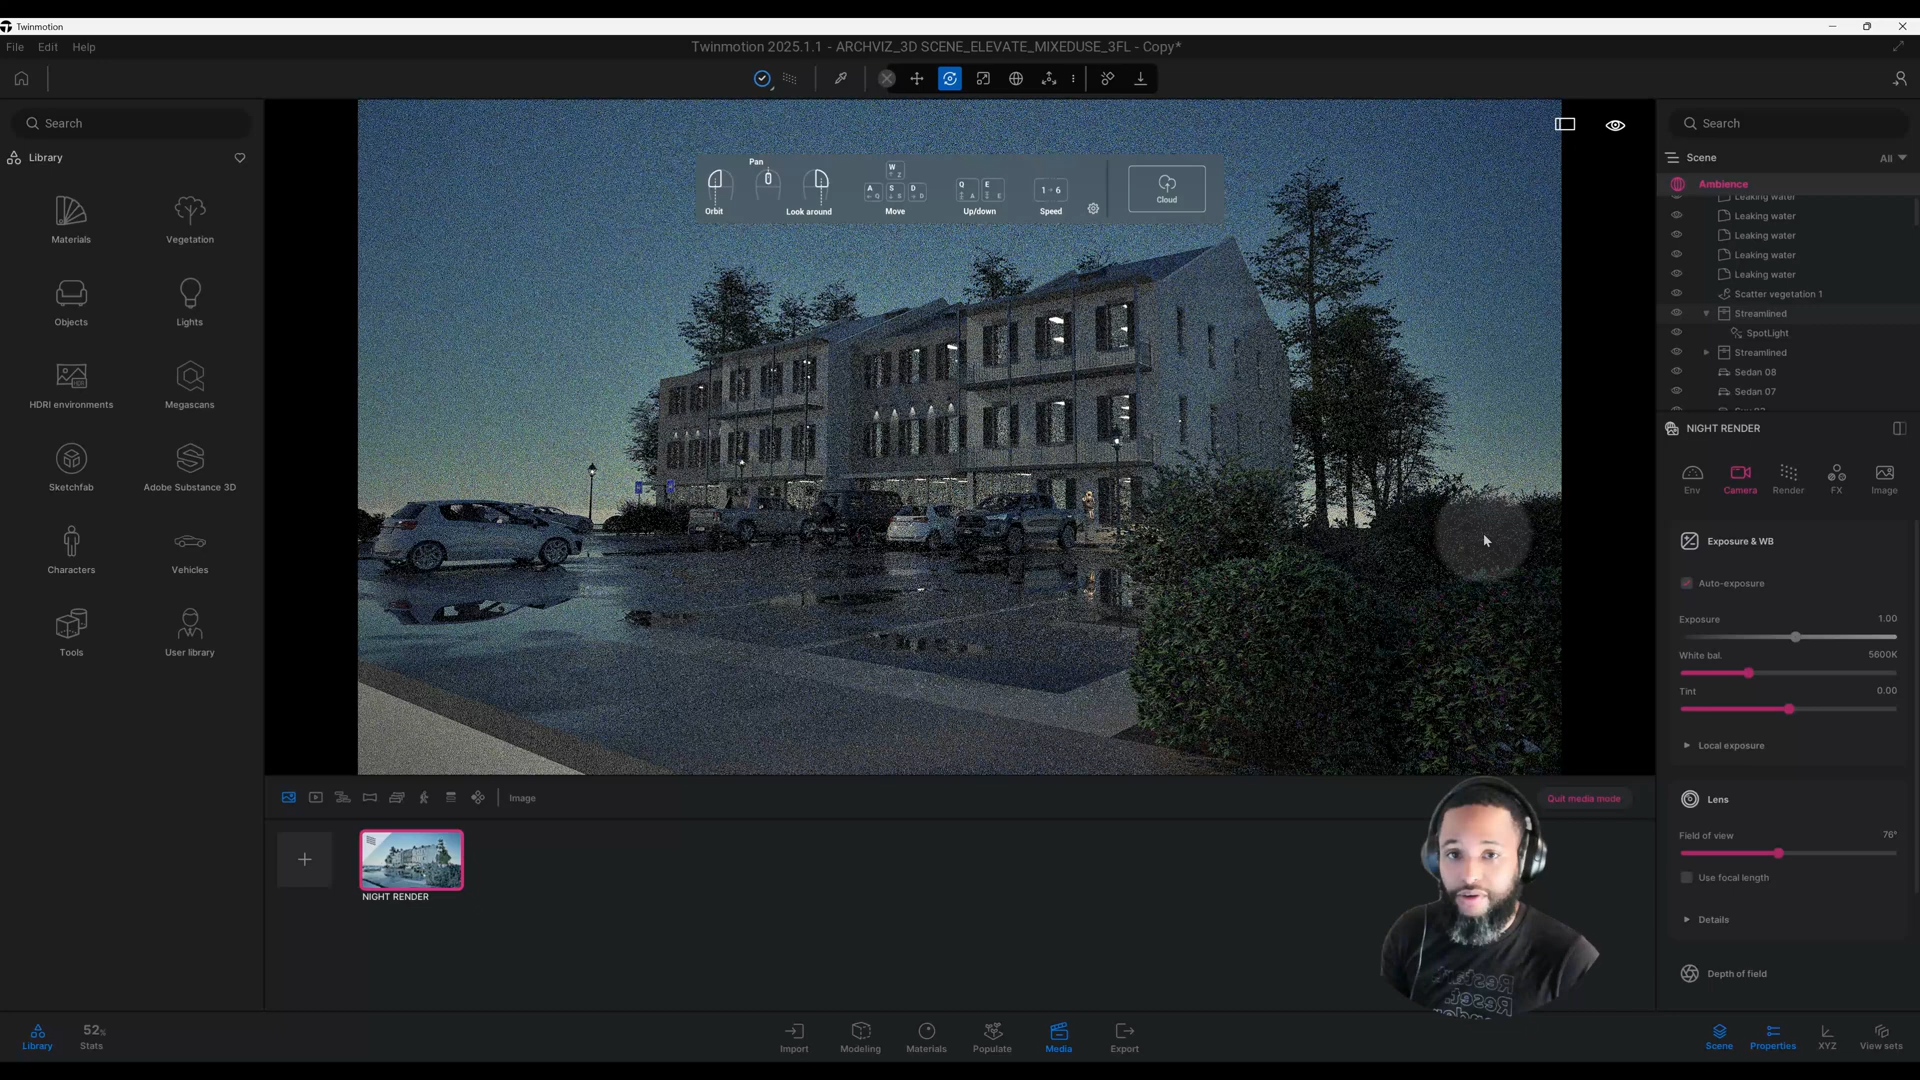 Twinmotion
File Edit Help
Twinmotion 2025.1.1 - ARCHVIZ_3D SCENE_ELEVATE_MIXEDUSE_3FL - Copy*
Search
Library
Materials
Vegetation
Objects
Lights
HDRI environments
Megascans
Sketchfab
Adobe Substance 3D
Characters
Vehicles
Tools
User library
Pan
Orbit
Look around
W
Z
A
Q
S
S
D
D
Move
Q
A
E
E
Up/down
1 - 6
Speed
Cloud
Search
Scene
All
Ambience
Leaking water
Leaking water
Leaking water
Leaking water
Leaking water
Scatter vegetation 1
Streamlined
SpotLight
Streamlined
Sedan 08
Sedan 07
NIGHT RENDER
Env
Camera
Render
FX
Image
Exposure & WB
Auto-exposure
Exposure 1.00
White bal. 5600K
Tint 0.00
Local exposure
Lens
Field of view 76°
Use focal length
Details
Depth of field
Image
Quit media mode
NIGHT RENDER
Library
52%
Stats
Import
Modeling
Materials
Populate
Media
Export
Scene
Properties
XYZ
View sets